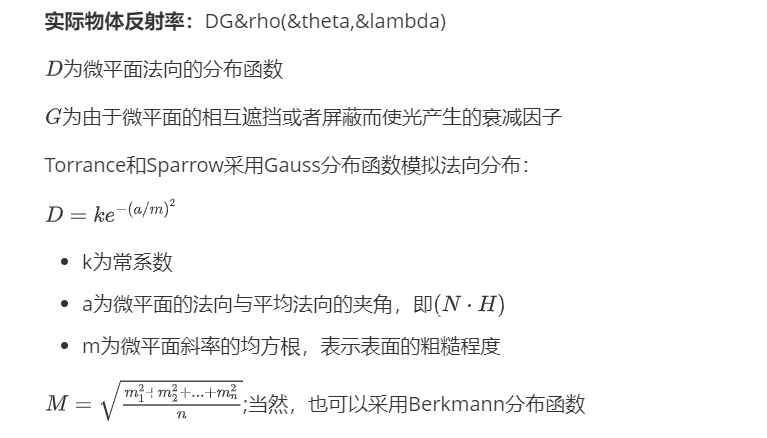 实际物体反射率：DG&rho(&theta,&lambda)
D为微平面法向的分布函数
G为由于微平面的相互遮挡或者屏蔽而使光产生的衰减因子
Torrance和Sparrow采用Gauss分布函数模拟法向分布：
D = ke^{-(a/m)^2}
• k为常系数
• a为微平面的法向与平均法向的夹角，即(N · H)
• m为微平面斜率的均方根，表示表面的粗糙程度
M = \sqrt{\frac{m_1^2+m_2^2+...+m_n^2}{n}};当然，也可以采用Berkmann分布函数